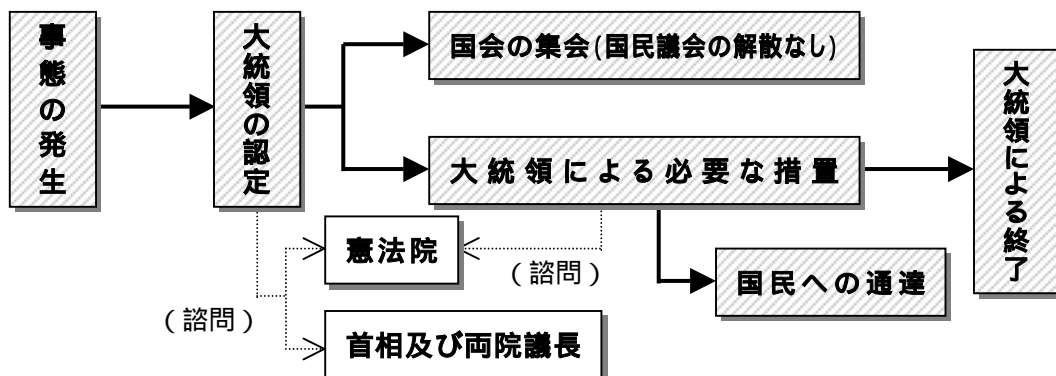 事態の発生
大統領の認定
国会の集会(国民議会の解散なし)
大統領による必要な措置
大統領による終了
憲法院
(諮問)
国民への通達
(諮問)
首相及び両院議長